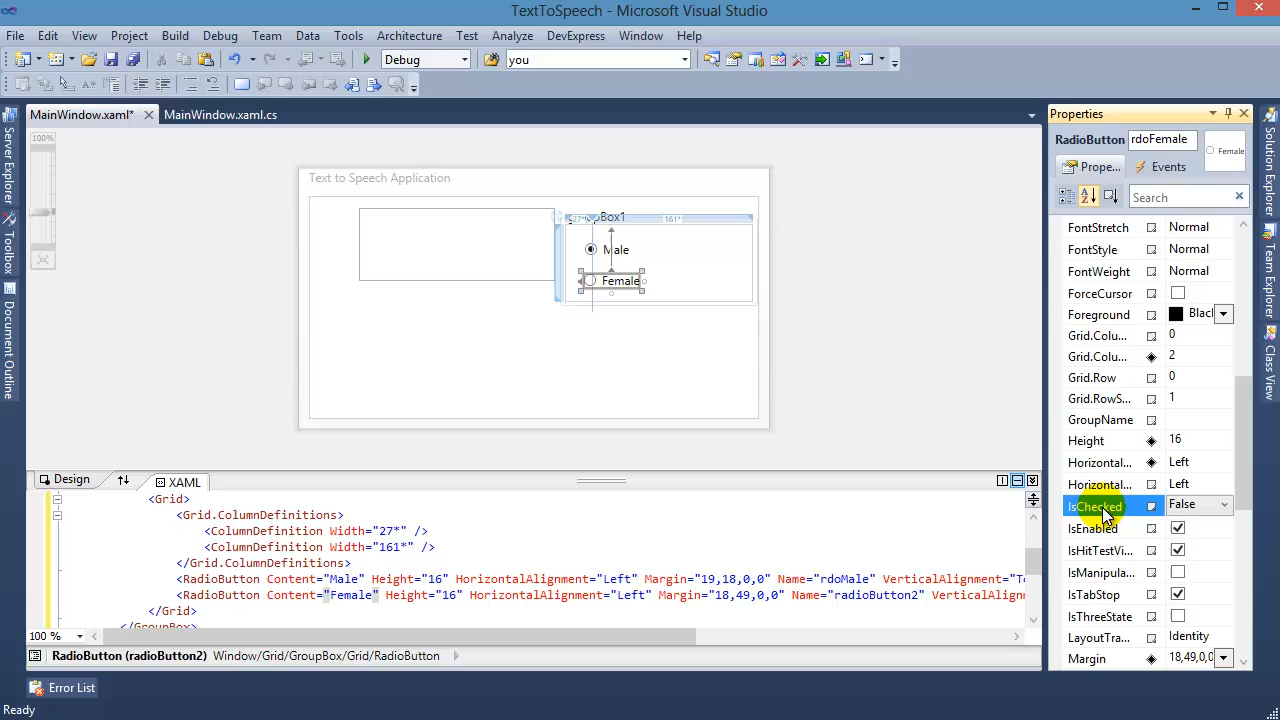 TextToSpeech - Microsoft Visual Studio
File Edit View Project Build Debug Team Data Tools Architecture Test Analyze DevExpress Window Help
Debug you
MainWindow.xaml* MainWindow.xaml.cs
Server Explorer
Toolbox
Document Outline
100%
Text to Speech Application
27* 161*
Male
Female
Design XAML
<Grid>
<Grid.ColumnDefinitions>
<ColumnDefinition Width="27*" />
<ColumnDefinition Width="161*" />
</Grid.ColumnDefinitions>
<RadioButton Content="Male" Height="16" HorizontalAlignment="Left" Margin="19,18,0,0" Name="rdoMale" VerticalAlignment="To
<RadioButton Content="Female" Height="16" HorizontalAlignment="Left" Margin="18,49,0,0" Name="radioButton2" VerticalAlignm
</Grid>
</GroupBox>
100 %
RadioButton (radioButton2) Window/Grid/GroupBox/Grid/RadioButton
Error List
Ready
Properties
RadioButton rdoFemale
Female
Prope... Events
Search
FontStretch Normal
FontStyle Normal
FontWeight Normal
ForceCursor
Foreground Blac
Grid.Colu... 0
Grid.Colu... 2
Grid.Row 0
Grid.RowS... 1
GroupName
Height 16
Horizontal... Left
Horizontal... Left
IsChecked False
IsEnabled
IsHitTestVi...
IsManipula...
IsTabStop
IsThreeState
LayoutTra... Identity
Margin 18,49,0,0
Solution Explorer
Team Explorer
Class View